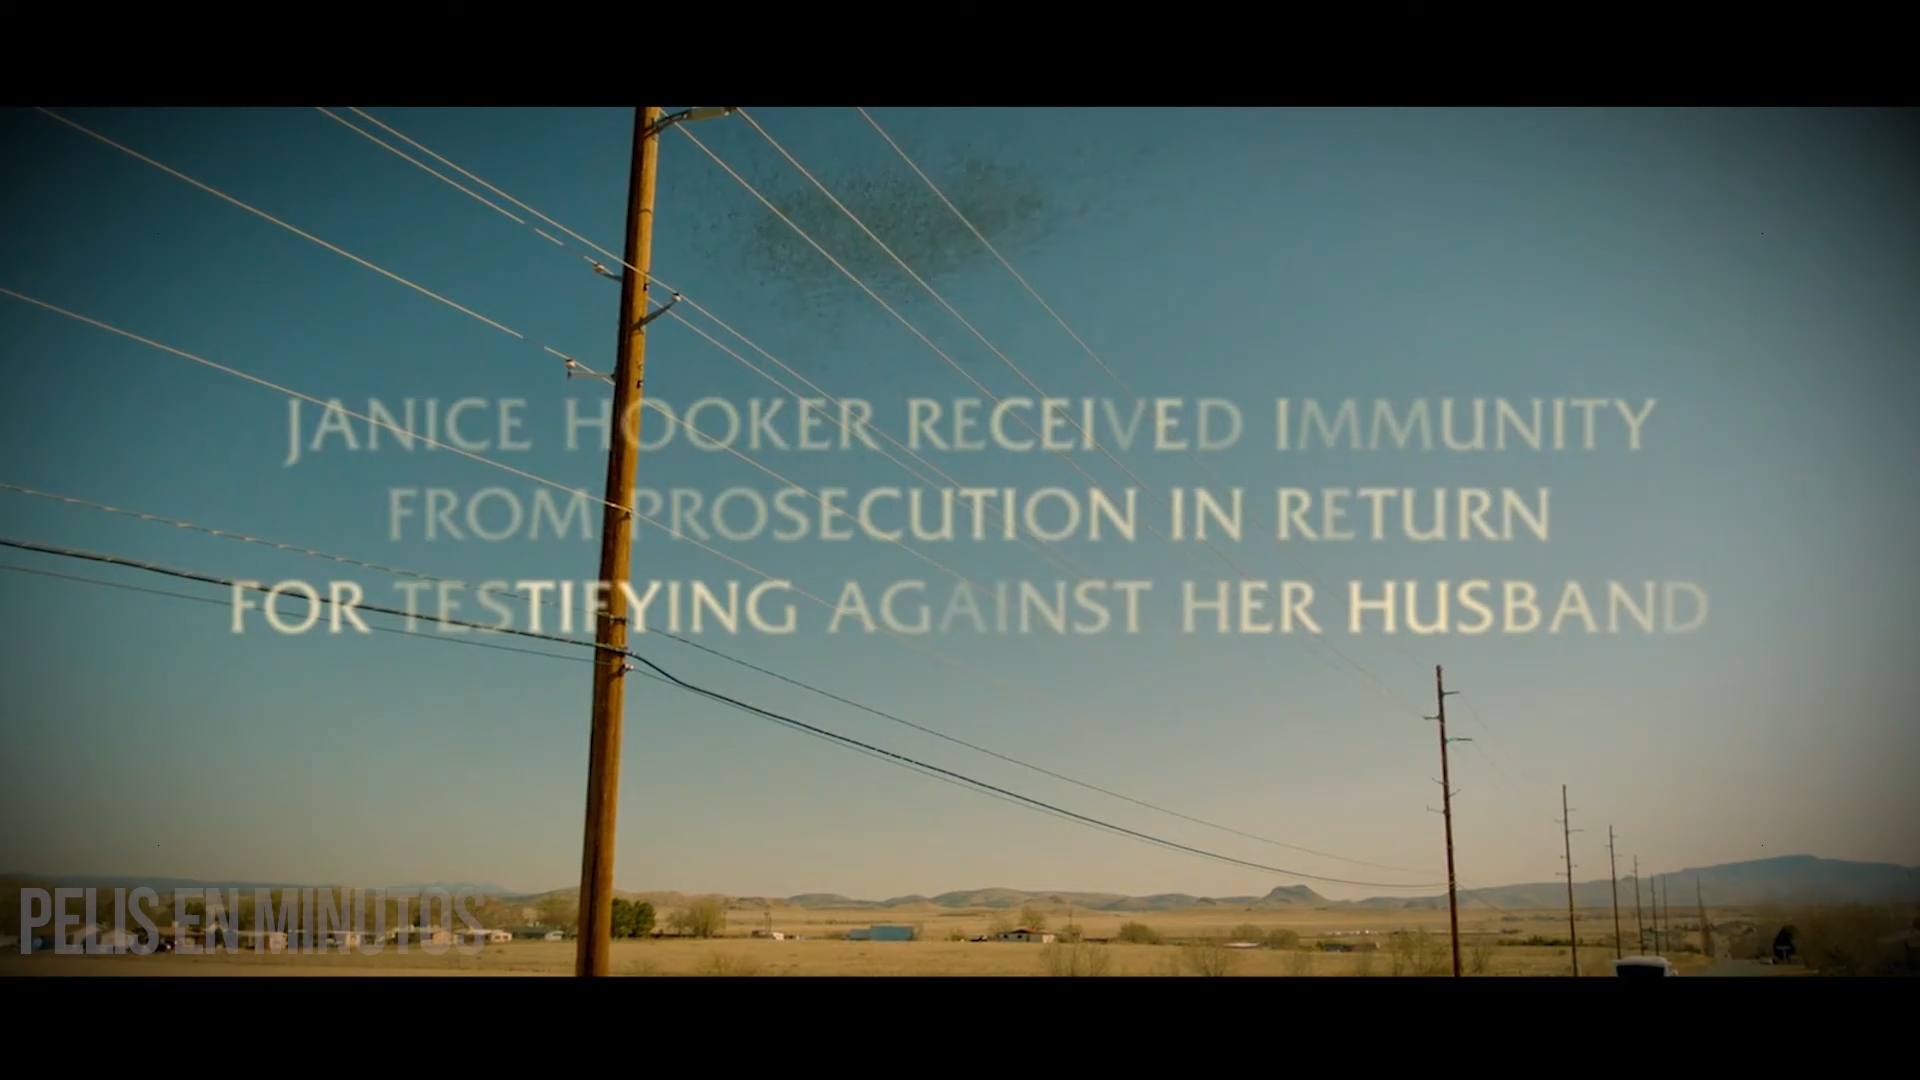 JANICE HOOKER RECEIVED IMMUNITY
FROM PROSECUTION IN RETURN
FOR TESTIFYING AGAINST HER HUSBAND
PELIS EN MINUTOS